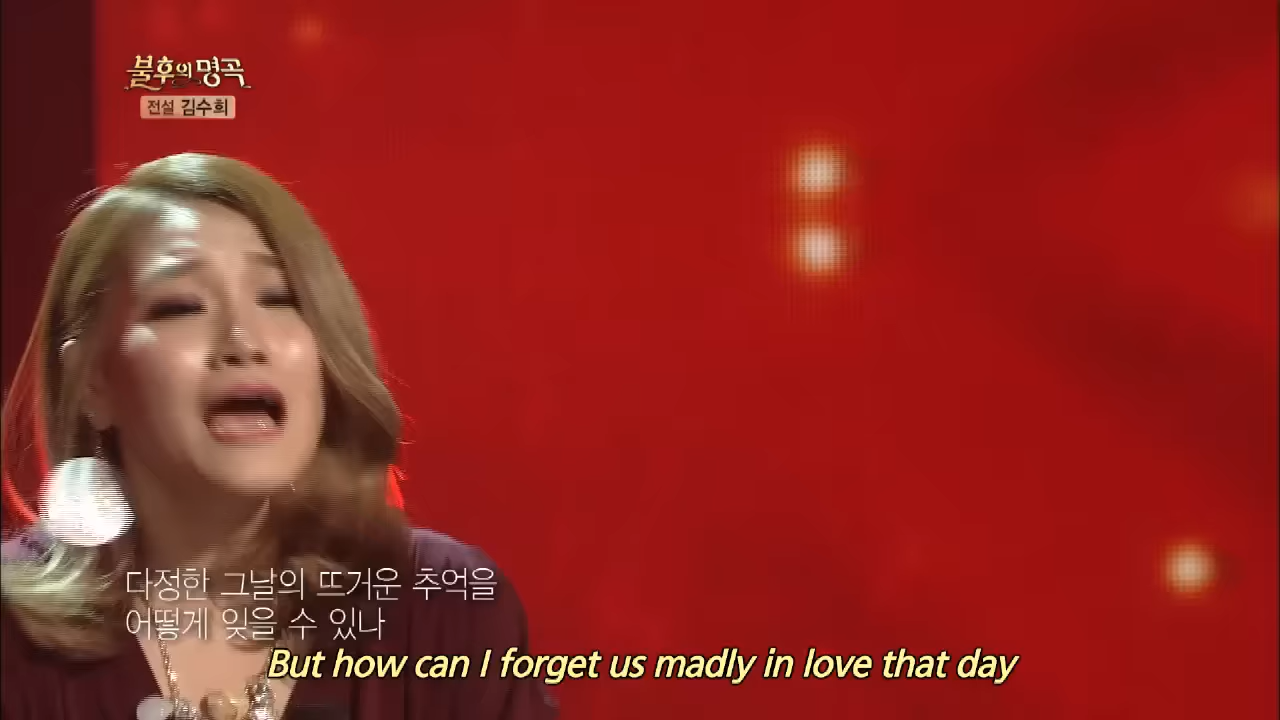 불후의 명곡
전설 김수희
다정한 그날의 뜨거운 추억을
어떻게 잊을 수 있나
But how can I forget us madly in love that day